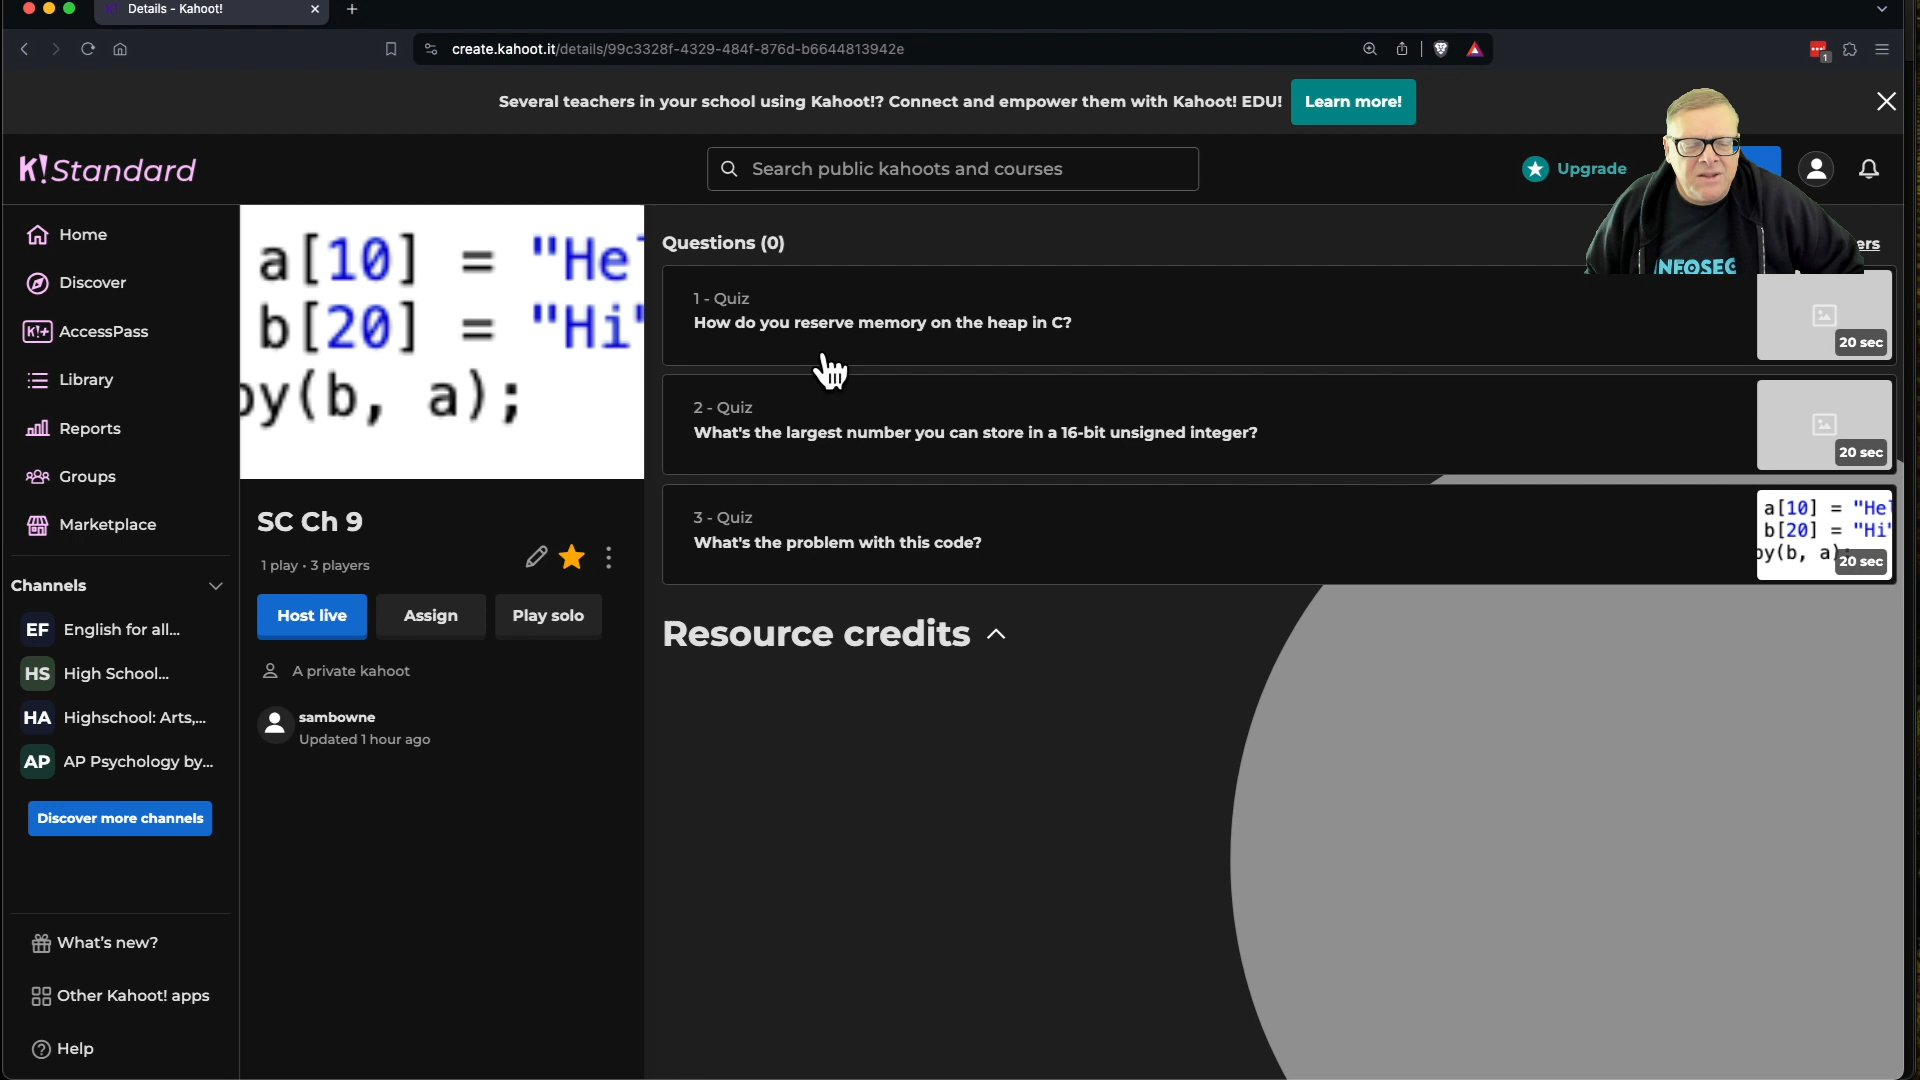 Details - Kahoot!
create.kahoot.it/details/99c3328f-4329-484f-876d-b66448139​42e
Several teachers in your school using Kahoot!? Connect and empower them with Kahoot! EDU!
Learn more!
K!Standard
Search public kahoots and courses
Upgrade
INFOSEC
Home
Discover
K!+ AccessPass
Library
Reports
Groups
Marketplace
Channels
EF English for all...
HS High School...
HA Highschool: Arts,...
AP AP Psychology by...
Discover more channels
What's new?
Other Kahoot! apps
Help
a[10] = "He
b[20] = "Hi"
py(b, a);
SC Ch 9
1 play • 3 players
Host live
Assign
Play solo
A private kahoot
sambowne
Updated 1 hour ago
Questions (0)
1 - Quiz
How do you reserve memory on the heap in C?
20 sec
2 - Quiz
What's the largest number you can store in a 16-bit unsigned integer?
20 sec
3 - Quiz
What's the problem with this code?
a[10] = "He
b[20] = "Hi"
py(b, a)
20 sec
Resource credits